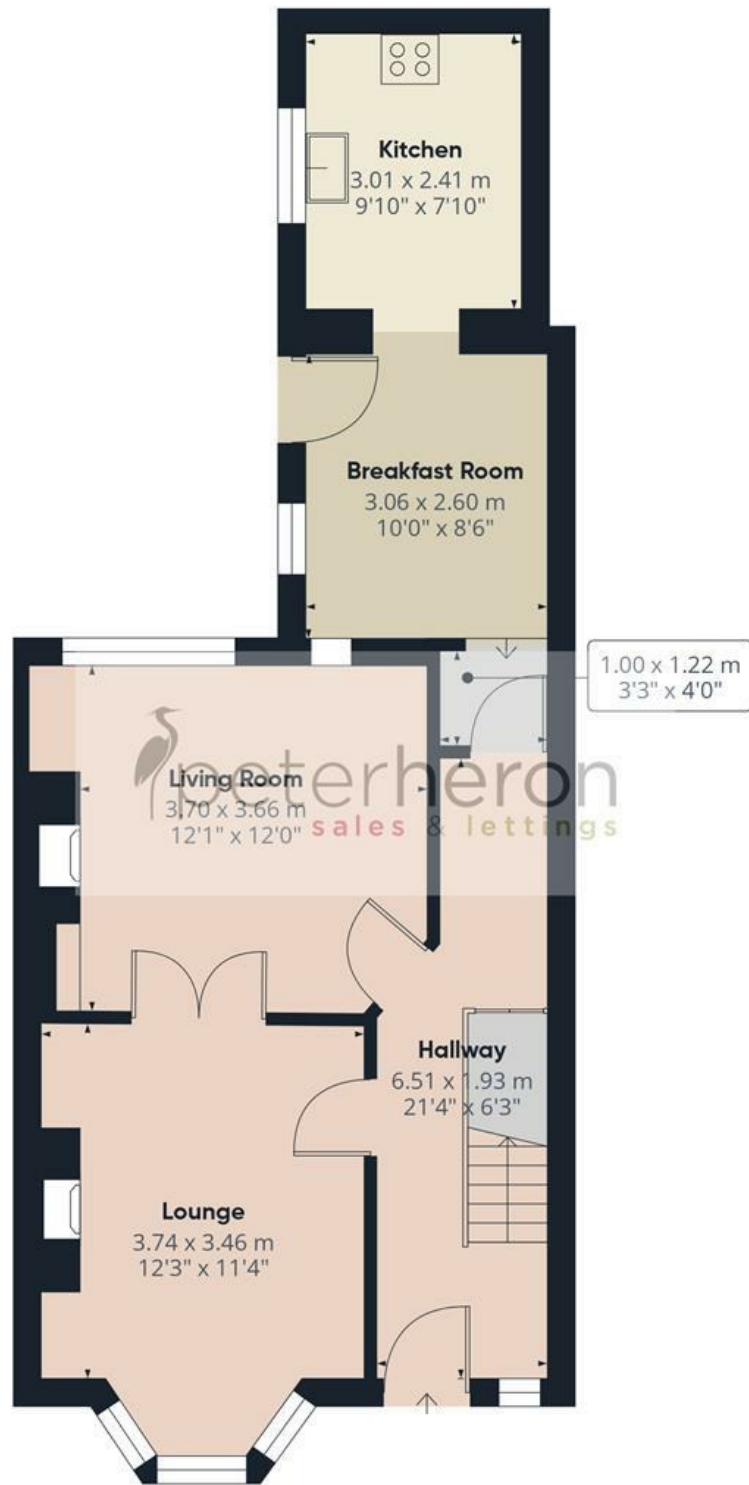 Kitchen
3.01 x 2.41 m
9'10" x 7'10"
Breakfast Room
3.06 x 2.60 m
10'0" x 8'6"
1.00 x 1.22 m
3'3" x 4'0"
peterheron
sales & lettings
Living Room
3.70 x 3.66 m
12'1" x 12'0"
Hallway
6.51 x 1.93 m
21'4" x 6'3"
Lounge
3.74 x 3.46 m
12'3" x 11'4"